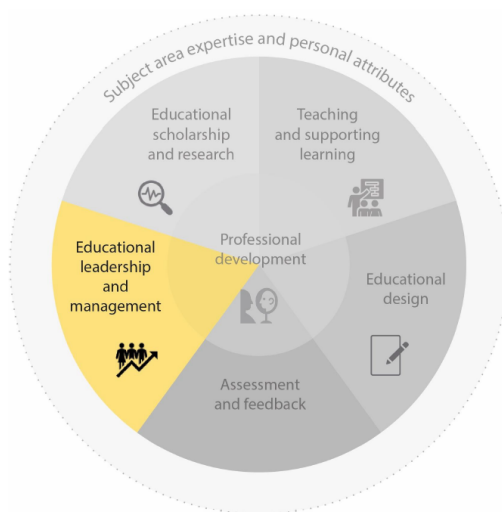 Subject area expertise and personal attributes
Educational
scholarship
and research
Teaching
and supporting
learning
Educational
leadership
and
management
Professional
development
Educational
design
Assessment
and feedback